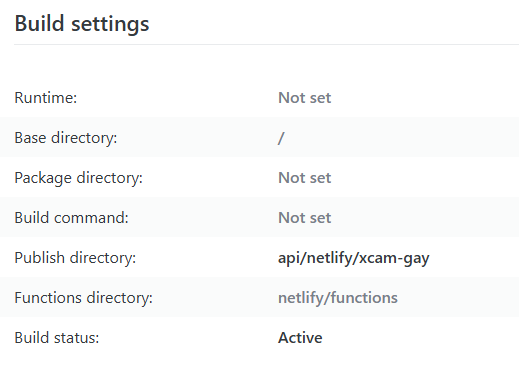 Build settings
Runtime: Not set
Base directory: /
Package directory: Not set
Build command: Not set
Publish directory: api/netlify/xcam-gay
Functions directory: netlify/functions
Build status: Active